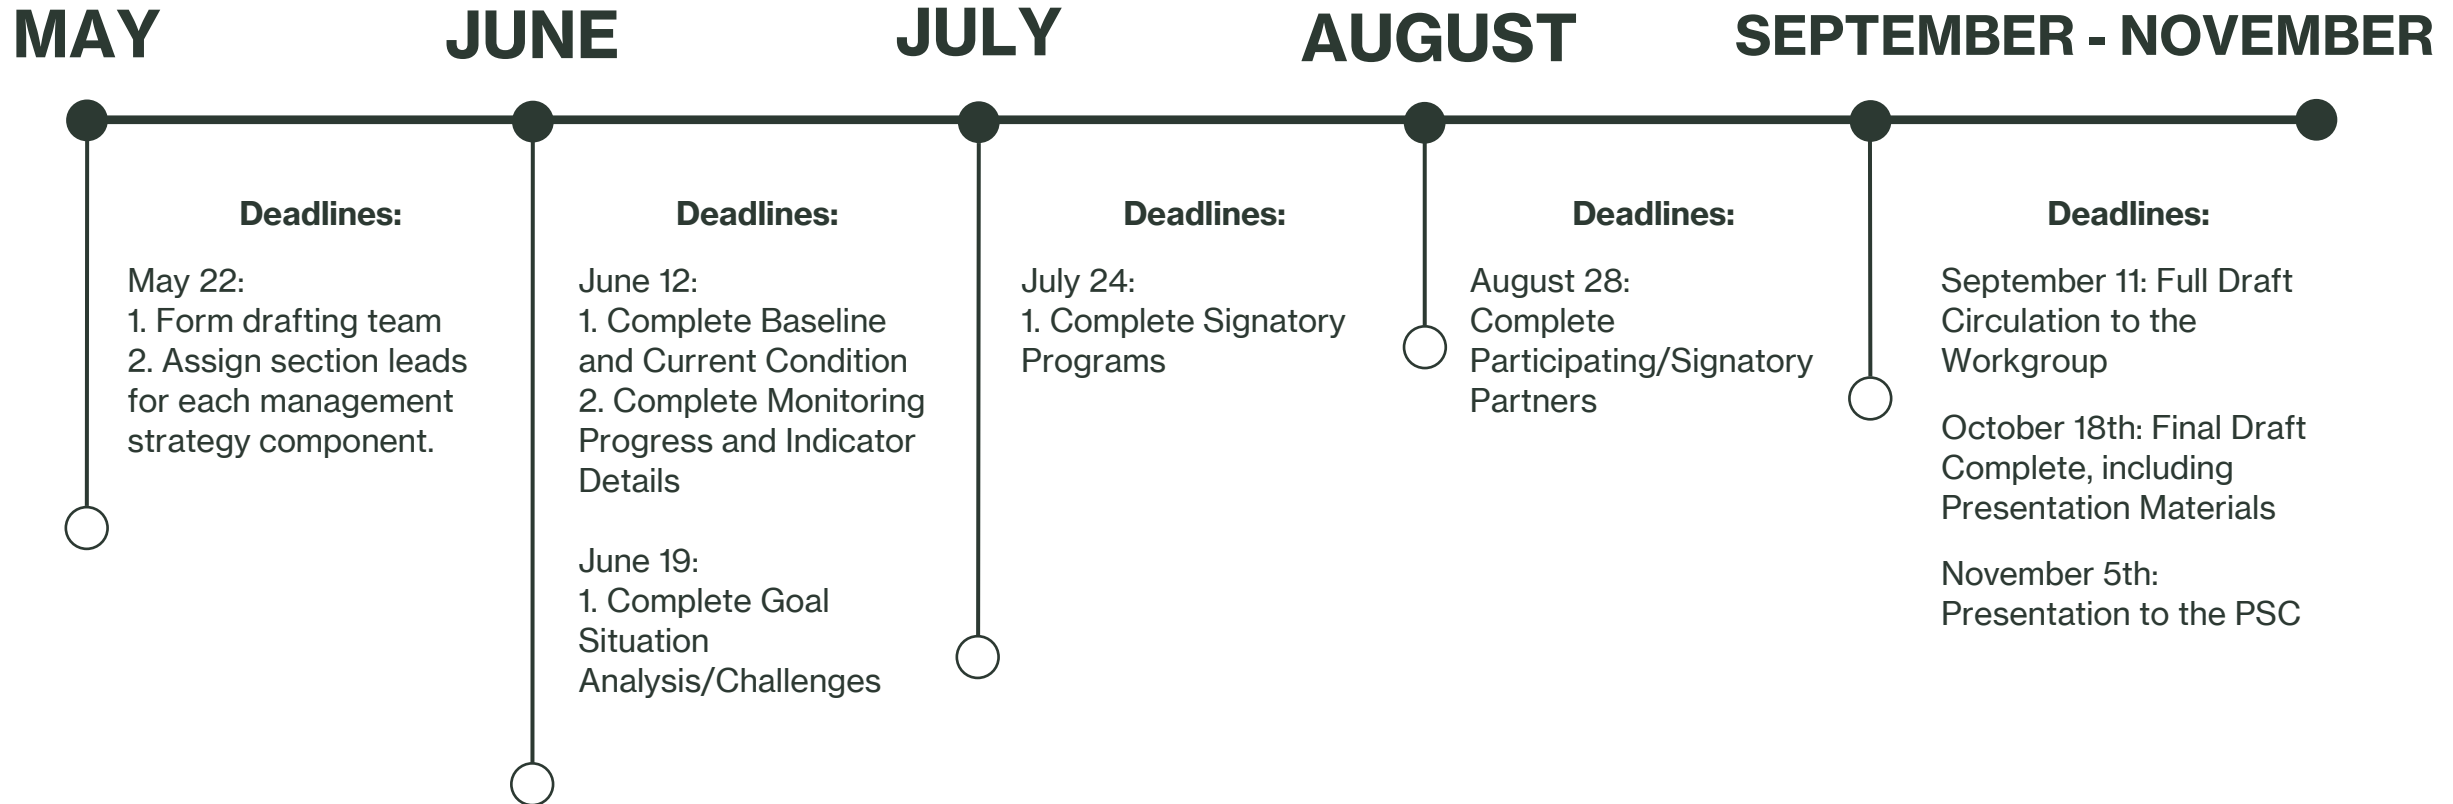 MAY
JUNE
JULY
AUGUST
SEPTEMBER - NOVEMBER
Deadlines:
May 22:
1. Form drafting team
2. Assign section leads
for each management
strategy component.
Deadlines:
June 12:
1. Complete Baseline
and Current Condition
2. Complete Monitoring
Progress and Indicator
Details
June 19:
1. Complete Goal
Situation
Analysis/Challenges
Deadlines:
July 24:
1. Complete Signatory
Programs
Deadlines:
August 28:
Complete
Participating/Signatory
Partners
Deadlines:
September 11: Full Draft
Circulation to the
Workgroup
October 18th: Final Draft
Complete, including
Presentation Materials
November 5th:
Presentation to the PSC